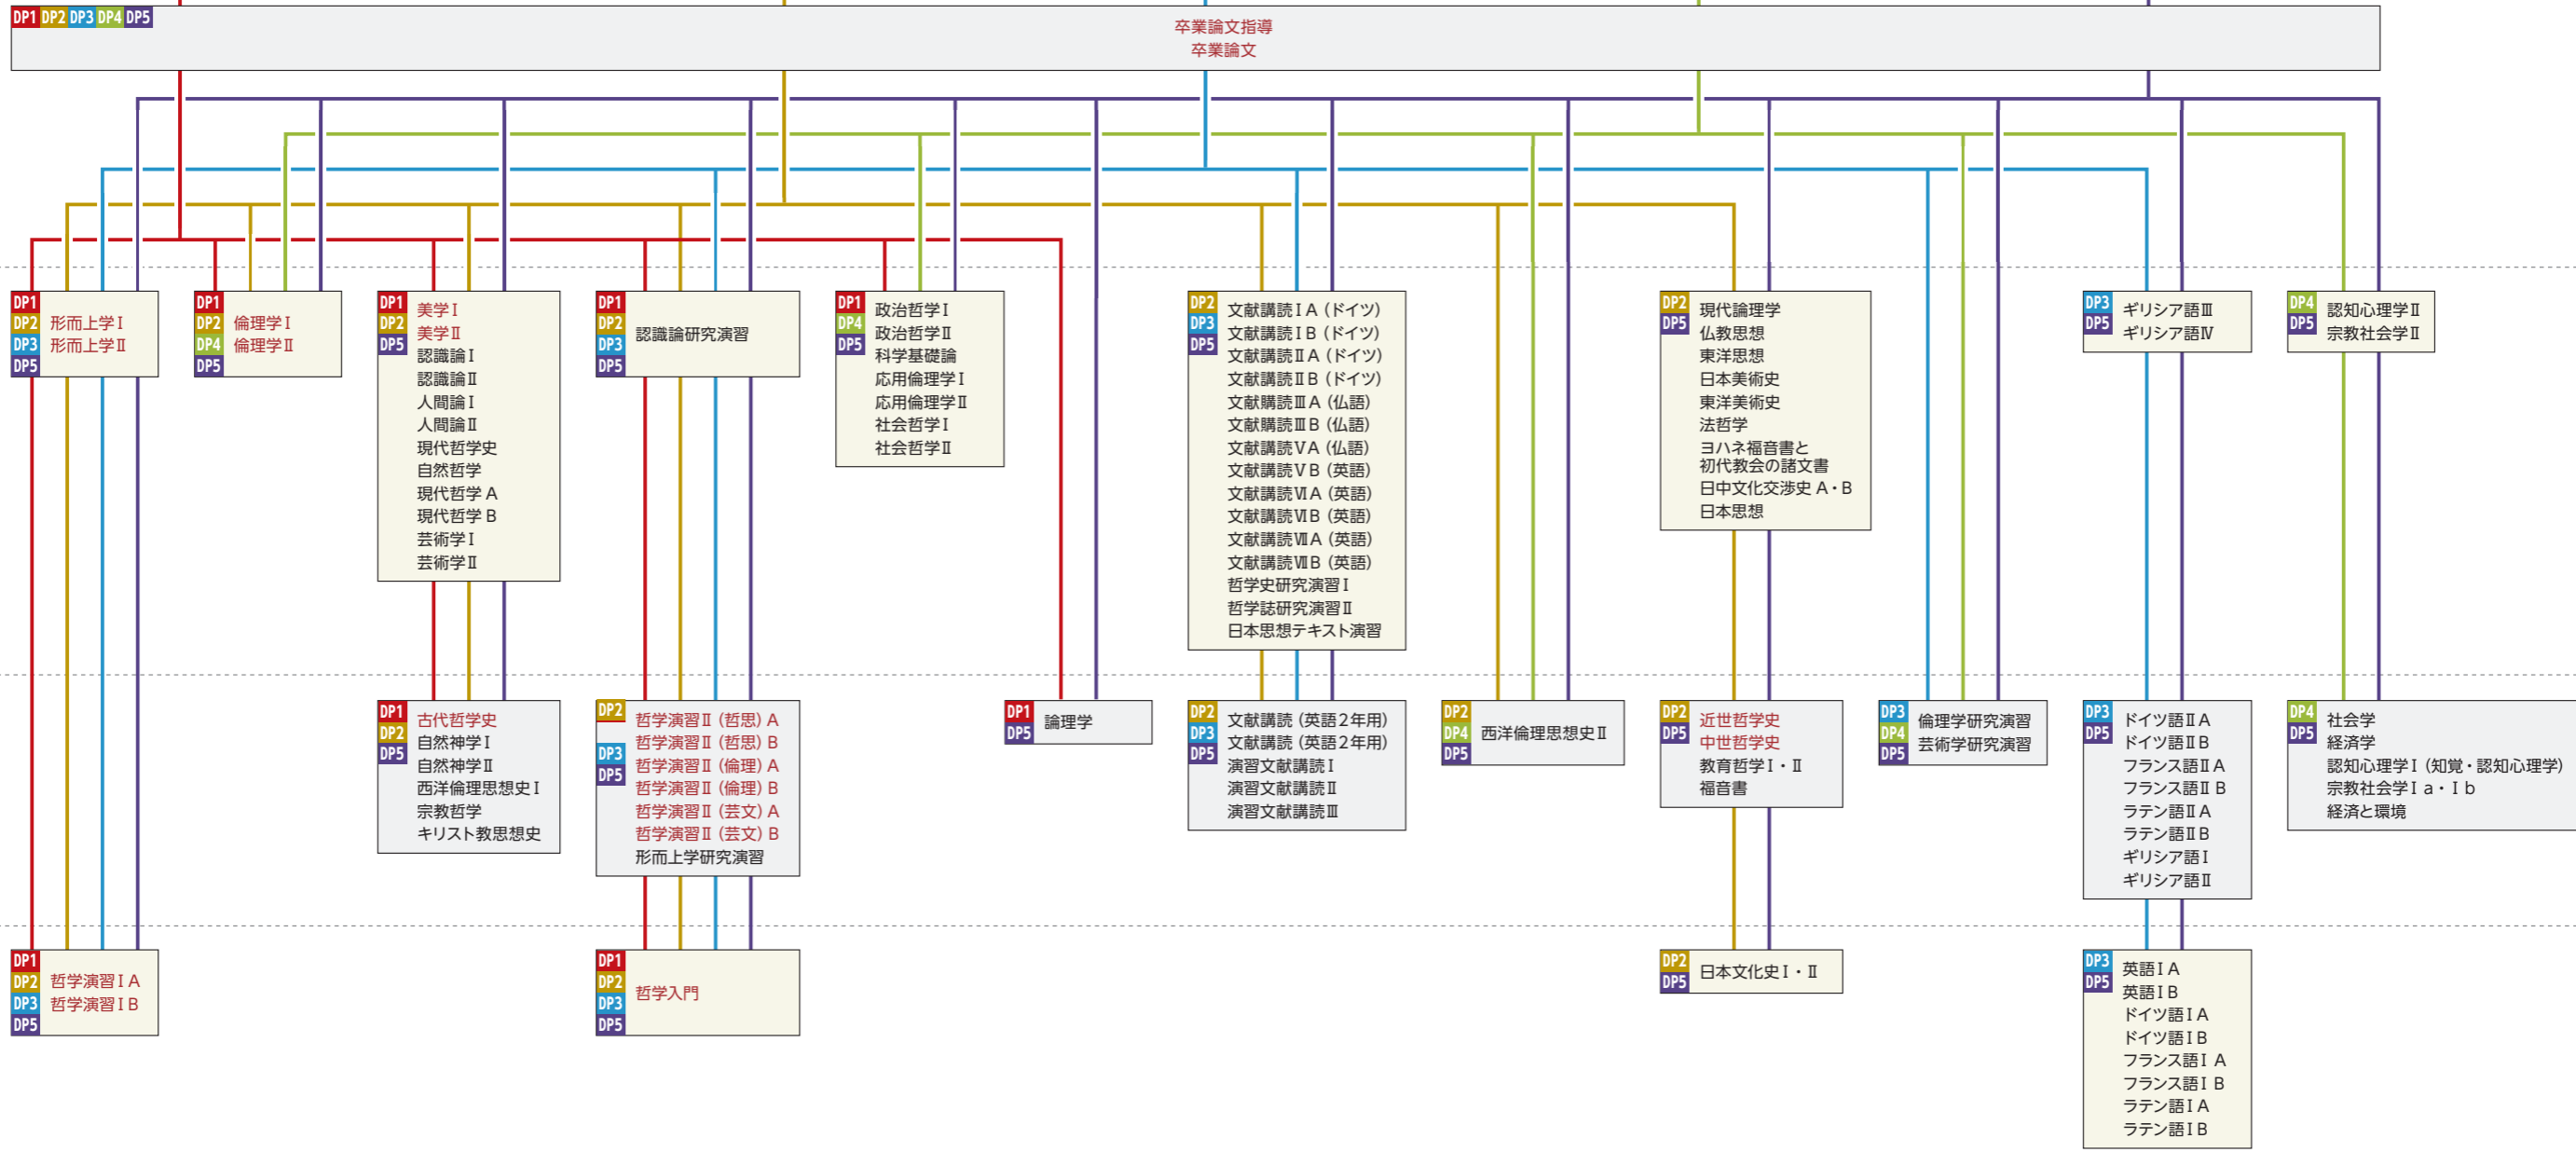 DP1 DP2 DP3 DP4 DP5
卒業論文指導
卒業論文
DP1
DP2
DP3
DP5
形而上学Ⅰ
形而上学Ⅱ
DP1
DP2
DP4
DP5
倫理学Ⅰ
倫理学Ⅱ
DP1
DP2
DP5
美学Ⅰ
美学Ⅱ
認識論Ⅰ
認識論Ⅱ
人間論Ⅰ
人間論Ⅱ
現代哲学史
自然哲学
現代哲学 A
現代哲学 B
芸術学Ⅰ
芸術学Ⅱ
DP1
DP2
DP3
DP5
認識論研究演習
DP1
DP4
DP5
政治哲学Ⅰ
政治哲学Ⅱ
科学基礎論
応用倫理学Ⅰ
応用倫理学Ⅱ
社会哲学Ⅰ
社会哲学Ⅱ
DP2
DP3
DP5
文献講読ⅠA（ドイツ）
文献講読ⅠB（ドイツ）
文献講読ⅡA（ドイツ）
文献講読ⅡB（ドイツ）
文献購読ⅢA（仏語）
文献購読ⅢB（仏語）
文献講読ⅤA（仏語）
文献講読ⅤB（英語）
文献講読ⅥA（英語）
文献講読ⅥB（英語）
文献講読ⅦA（英語）
文献講読ⅦB（英語）
哲学史研究演習Ⅰ
哲学誌研究演習Ⅱ
日本思想テキスト演習
DP2
DP5
現代論理学
仏教思想
東洋思想
日本美術史
東洋美術史
法哲学
ヨハネ福音書と
初代教会の諸文書
日中文化交渉史 A・B
日本思想
DP3
DP5
ギリシア語Ⅲ
ギリシア語Ⅳ
DP4
DP5
認知心理学Ⅱ
宗教社会学Ⅱ
DP1
DP2
DP5
古代哲学史
自然神学Ⅰ
自然神学Ⅱ
西洋倫理思想史Ⅰ
宗教哲学
キリスト教思想史
DP2
DP3
DP5
哲学演習Ⅱ（哲思）A
哲学演習Ⅱ（哲思）B
哲学演習Ⅱ（倫理）A
哲学演習Ⅱ（倫理）B
哲学演習Ⅱ（芸文）A
哲学演習Ⅱ（芸文）B
形而上学研究演習
DP1
DP5
論理学
DP2
DP3
DP5
文献講読（英語２年用）
文献講読（英語２年用）
演習文献講読Ⅰ
演習文献講読Ⅱ
演習文献講読Ⅲ
DP2
DP4
DP5
西洋倫理思想史Ⅱ
DP2
DP5
近世哲学史
中世哲学史
教育哲学Ⅰ・Ⅱ
福音書
DP3
DP4
DP5
倫理学研究演習
芸術学研究演習
DP3
DP5
ドイツ語ⅡA
ドイツ語ⅡB
フランス語ⅡA
フランス語ⅡB
ラテン語ⅡA
ラテン語ⅡB
ギリシア語Ⅰ
ギリシア語Ⅱ
DP4
DP5
社会学
経済学
認知心理学Ⅰ（知覚・認知心理学）
宗教社会学Ⅰa・Ⅰb
経済と環境
DP1
DP2
DP3
DP5
哲学演習ⅠA
哲学演習ⅠB
DP1
DP2
DP3
DP5
哲学入門
DP2
DP5
日本文化史Ⅰ・Ⅱ
DP3
DP5
英語ⅠA
英語ⅠB
ドイツ語ⅠA
ドイツ語ⅠB
フランス語Ⅰ A
フランス語Ⅰ B
ラテン語ⅠA
ラテン語ⅠB